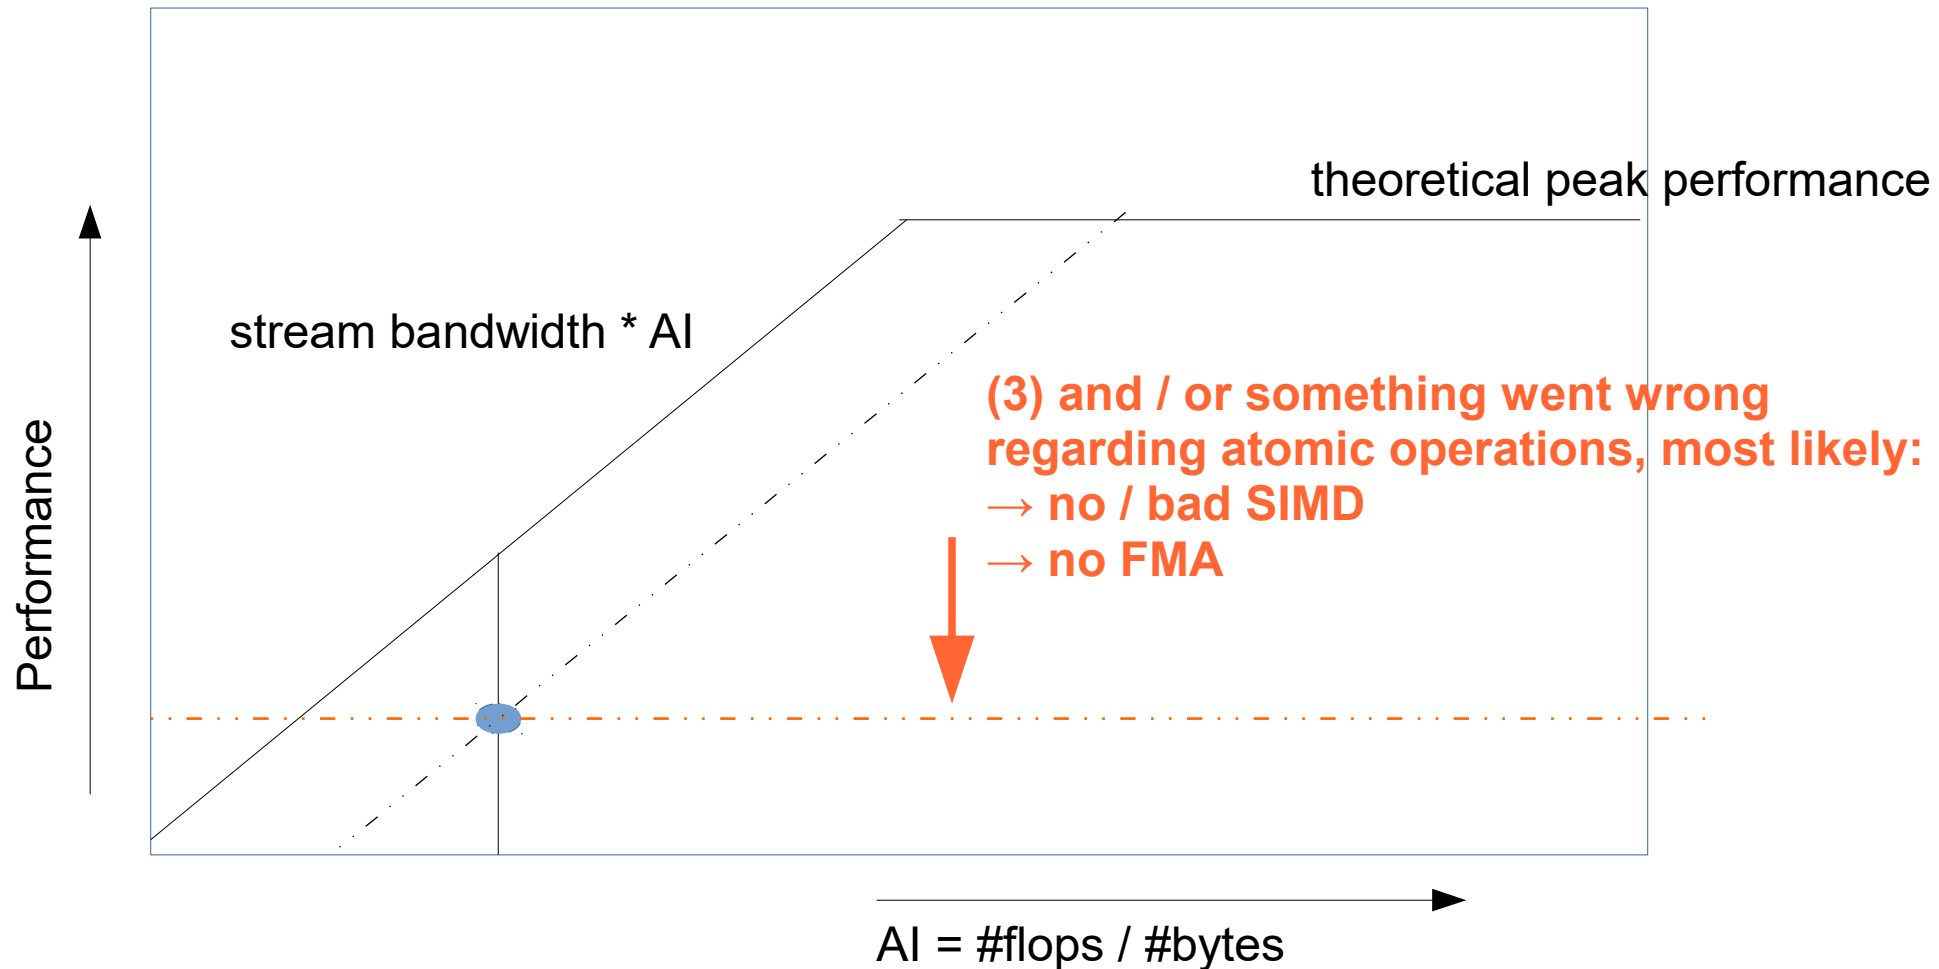 theoretical peak performance
stream bandwidth * AI
(3) and / or something went wrong
regarding atomic operations, most likely:
→ no / bad SIMD
→ no FMA
Performance
AI = #flops / #bytes